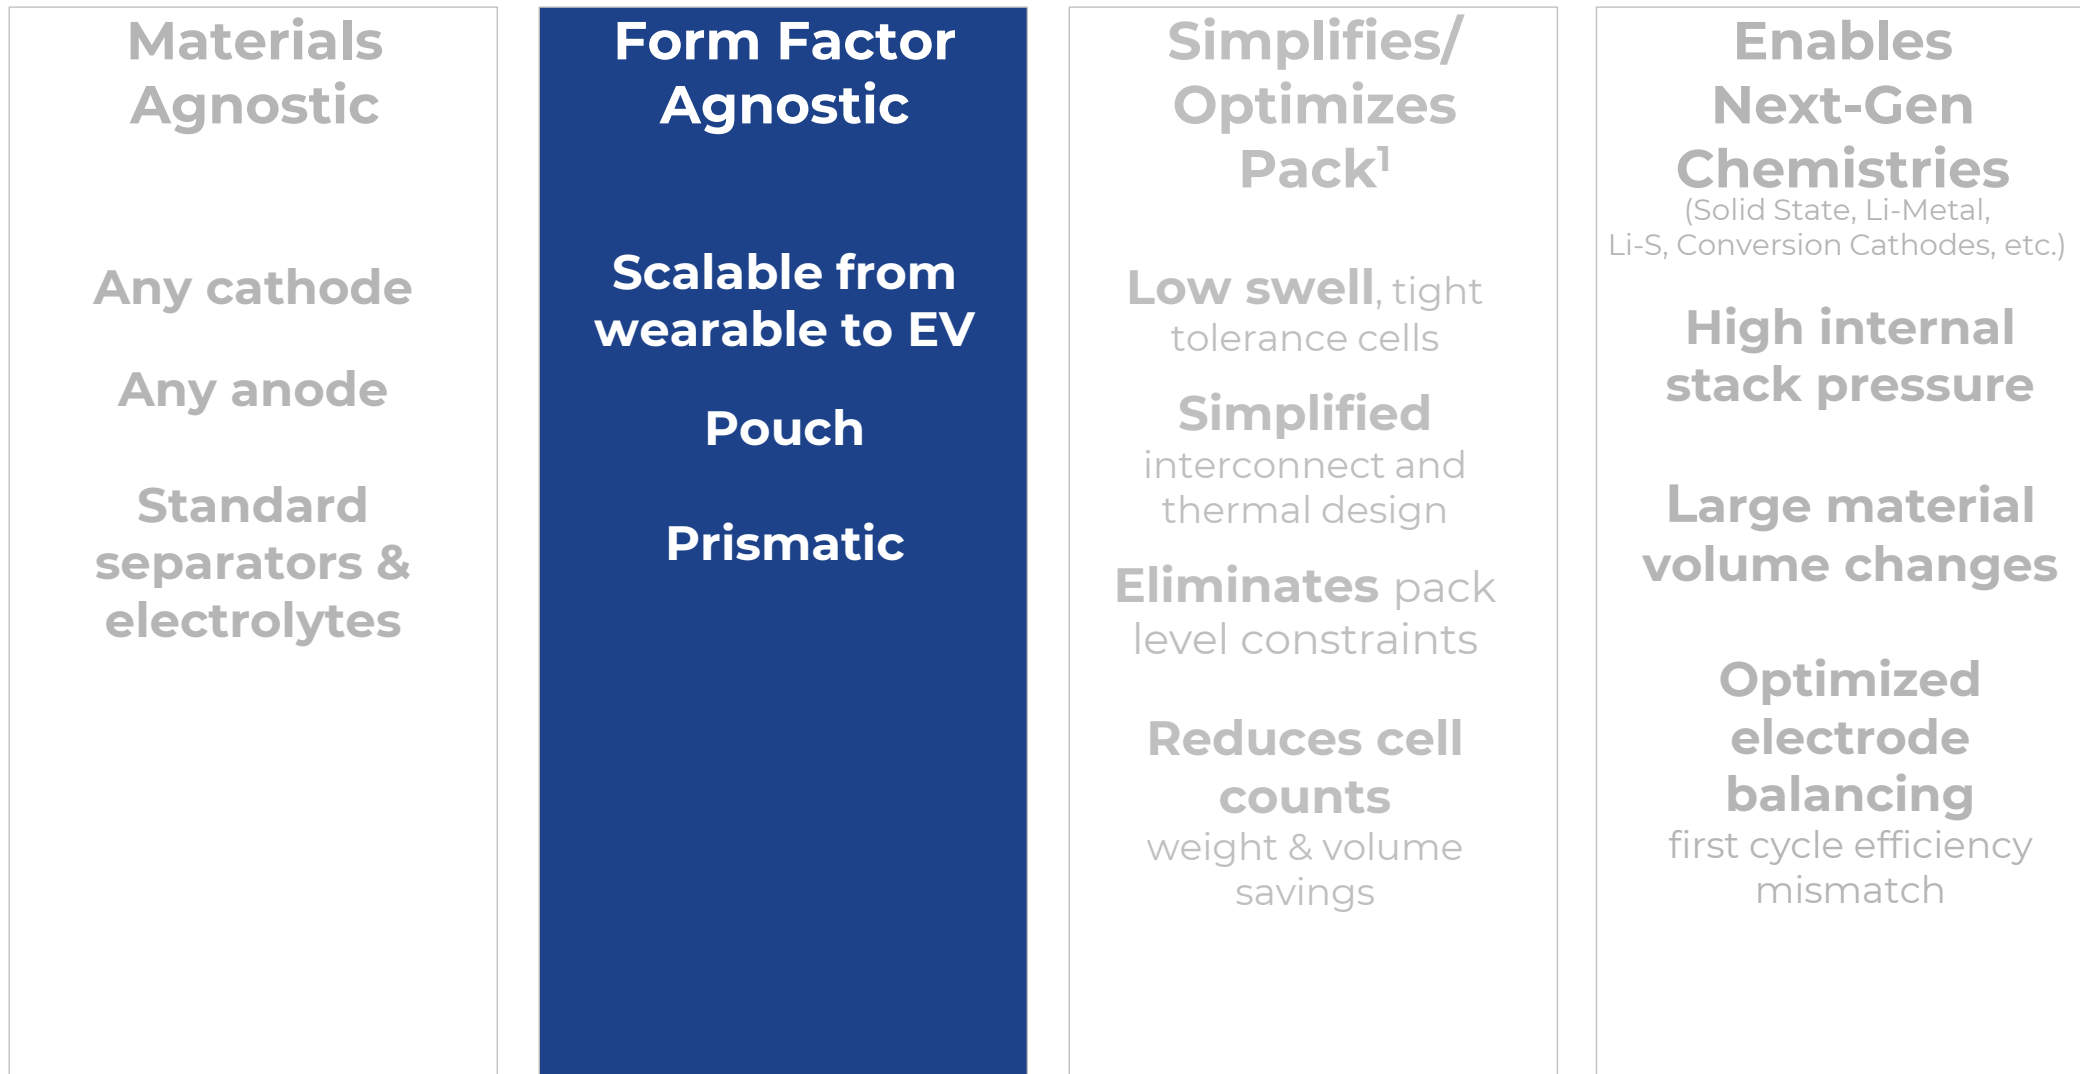 Materials
Agnostic
Any cathode
Any anode
Standard
separators &
electrolytes
Form Factor
Agnostic
Scalable from
wearable to EV
Pouch
Prismatic
Simplifies/
Optimizes
Pack¹
Low swell, tight
tolerance cells
Simplified
interconnect and
thermal design
Eliminates pack
level constraints
Reduces cell
counts
weight & volume
savings
Enables
Next-Gen
Chemistries
(Solid State, Li-Metal,
Li-S, Conversion Cathodes, etc.)
High internal
stack pressure
Large material
volume changes
Optimized
electrode
balancing
first cycle efficiency
mismatch